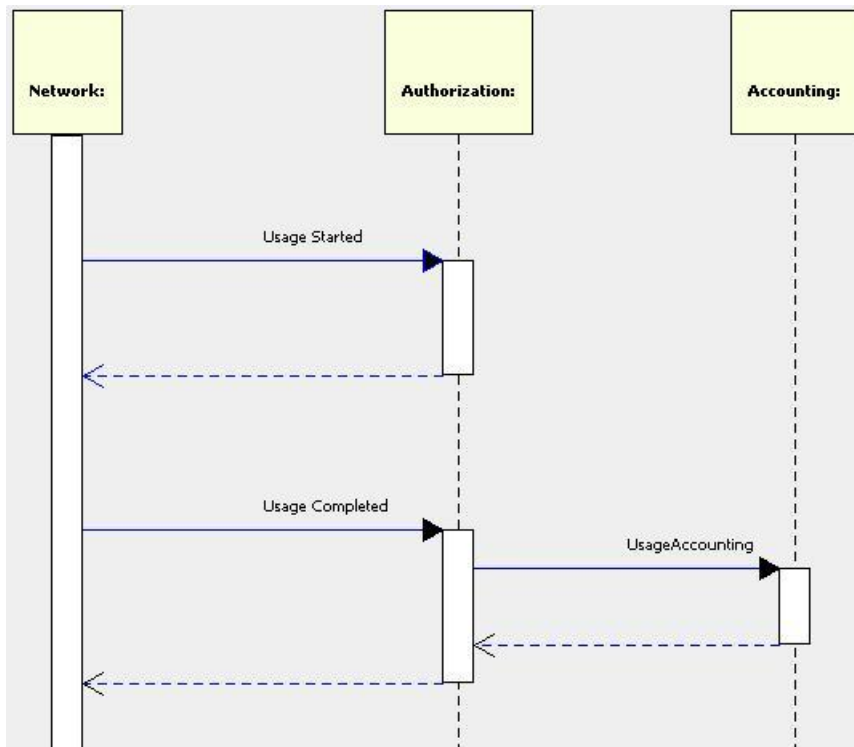 Network:
Authorization:
Accounting:
Usage Started
Usage Completed
UsageAccounting